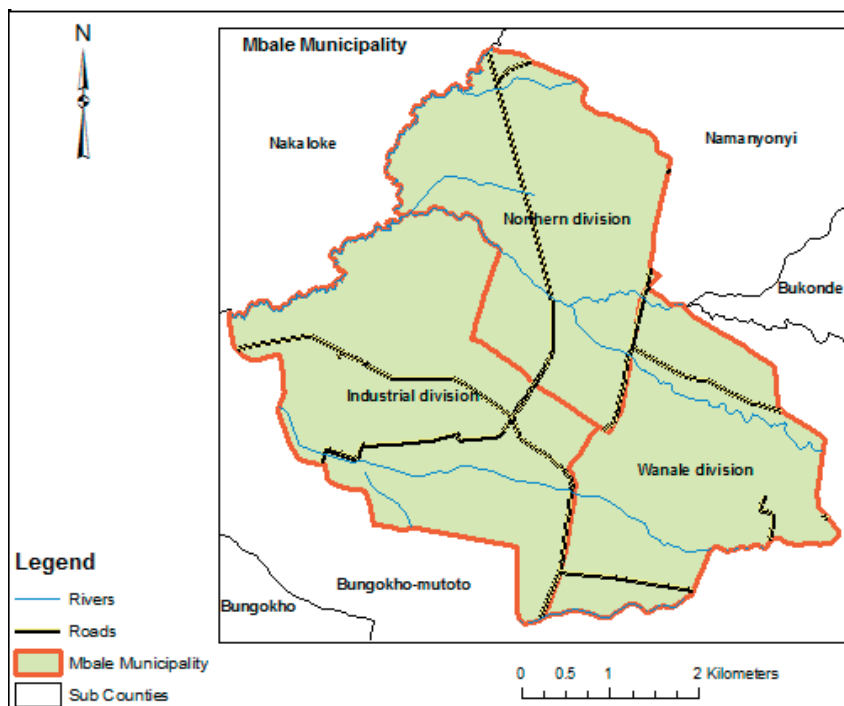 N
Mbale Municipality
Nakaloke
Namanyonyi
Northern division
Bukonde
Industrial division
Wanale division
Legend
Bungokho-mutoto
Bungokho
Rivers
Roads
Mbale Municipality
Sub Counties
0 0.5 1 2 Kilometers